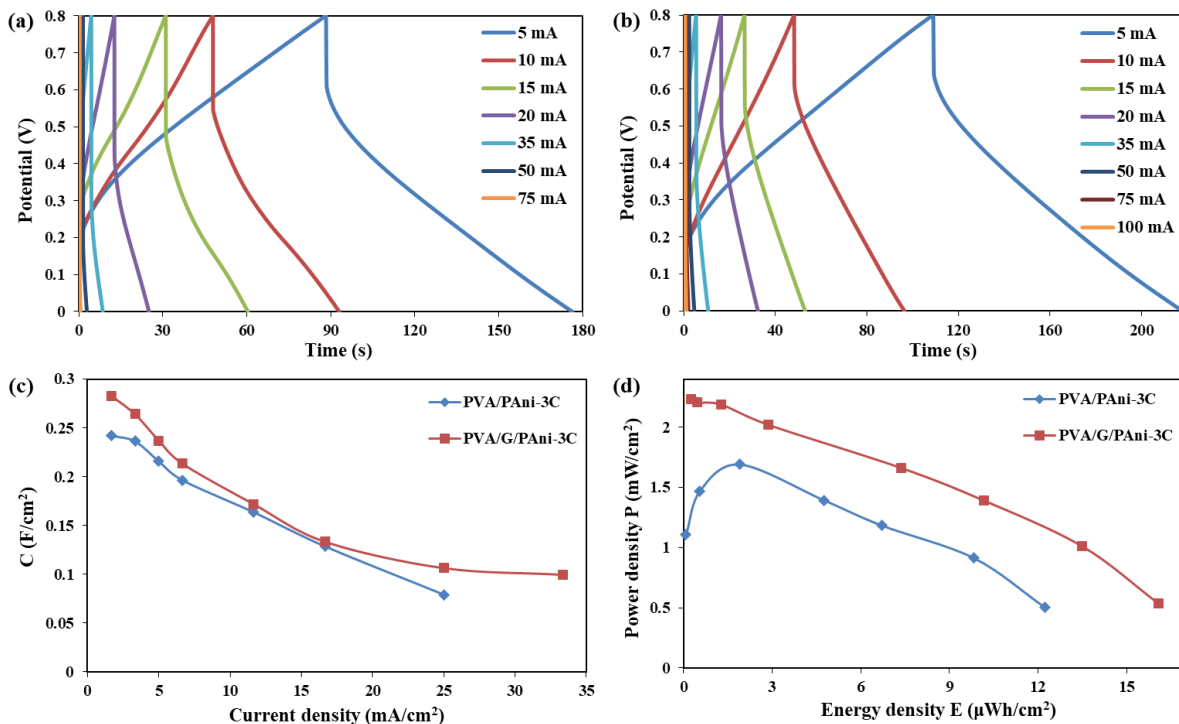 (a)
0.8
0.7
0.6
0.5
0.4
0.3
0.2
0.1
0
Potential (V)
0 30 60 90 120 150 180
Time (s)
5 mA
10 mA
15 mA
20 mA
35 mA
50 mA
75 mA
(b)
0.8
0.7
0.6
0.5
0.4
0.3
0.2
0.1
0
Potential (V)
0 40 80 120 160 200
Time (s)
5 mA
10 mA
15 mA
20 mA
35 mA
50 mA
75 mA
100 mA
(c)
0.3
0.25
0.2
0.15
0.1
0.05
0
C (F/cm²)
0 5 10 15 20 25 30 35
Current density (mA/cm²)
PVA/PAni-3C
PVA/G/PAni-3C
(d)
2
1.5
1
0.5
0
Power density P (mW/cm²)
0 3 6 9 12 15
Energy density E (μWh/cm²)
PVA/PAni-3C
PVA/G/PAni-3C